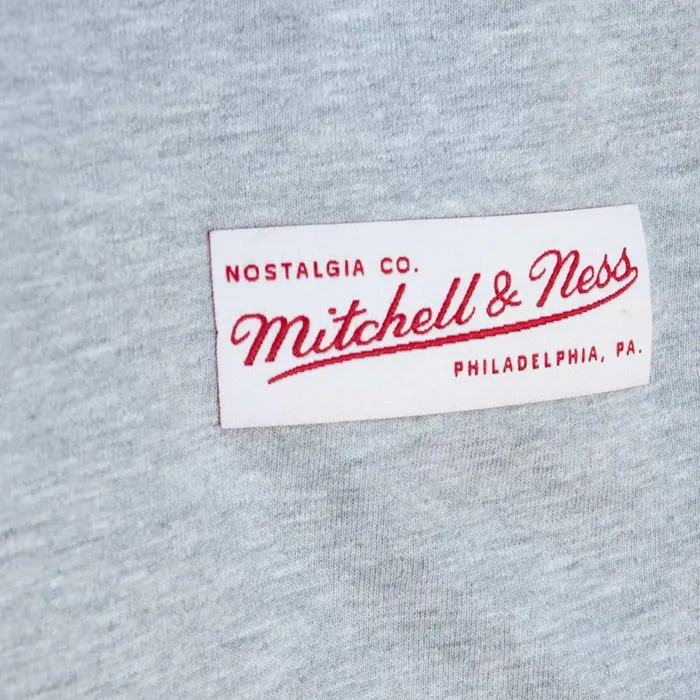 NOSTALGIA CO.
Mitchell & Ness
PHILADELPHIA, PA.